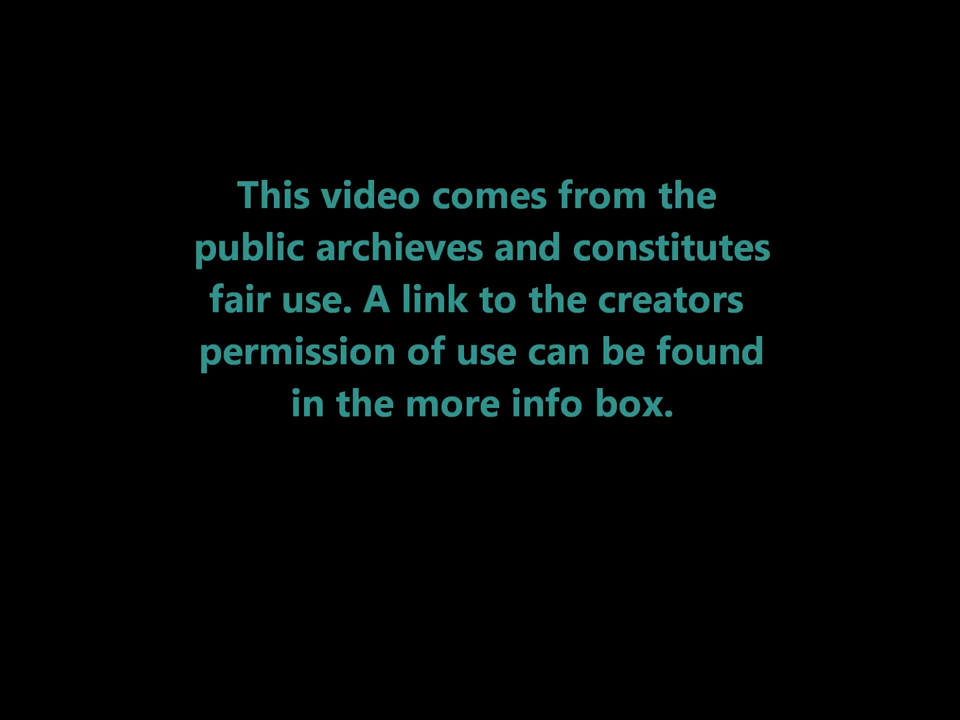 This video comes from the
public archieves and constitutes
fair use. A link to the creators
permission of use can be found
in the more info box.